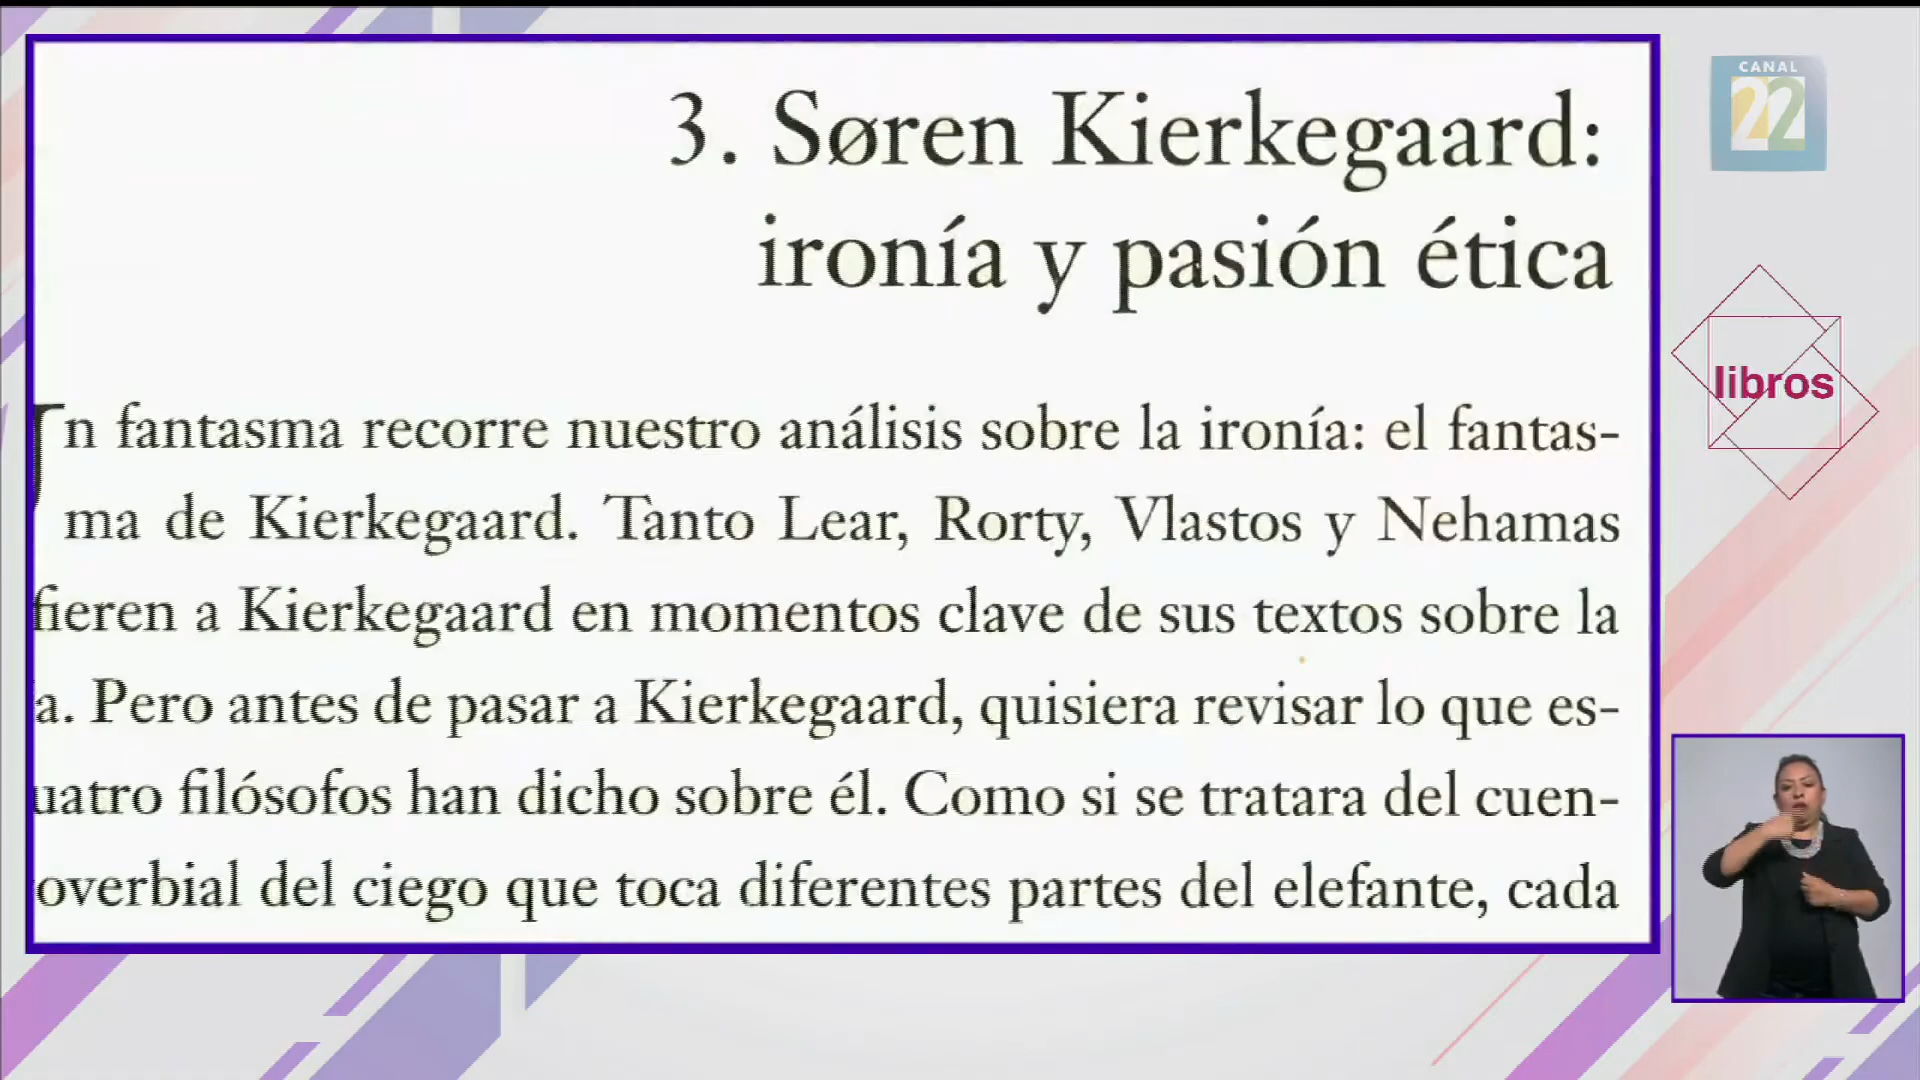 3. Søren Kierkegaard:
ironía y pasión ética
n fantasma recorre nuestro análisis sobre la ironía: el fantas-
ma de Kierkegaard. Tanto Lear, Rorty, Vlastos y Nehamas
fieren a Kierkegaard en momentos clave de sus textos sobre la
a. Pero antes de pasar a Kierkegaard, quisiera revisar lo que es-
uatro filósofos han dicho sobre él. Como si se tratara del cuen-
overbial del ciego que toca diferentes partes del elefante, cada
CANAL
22
libros